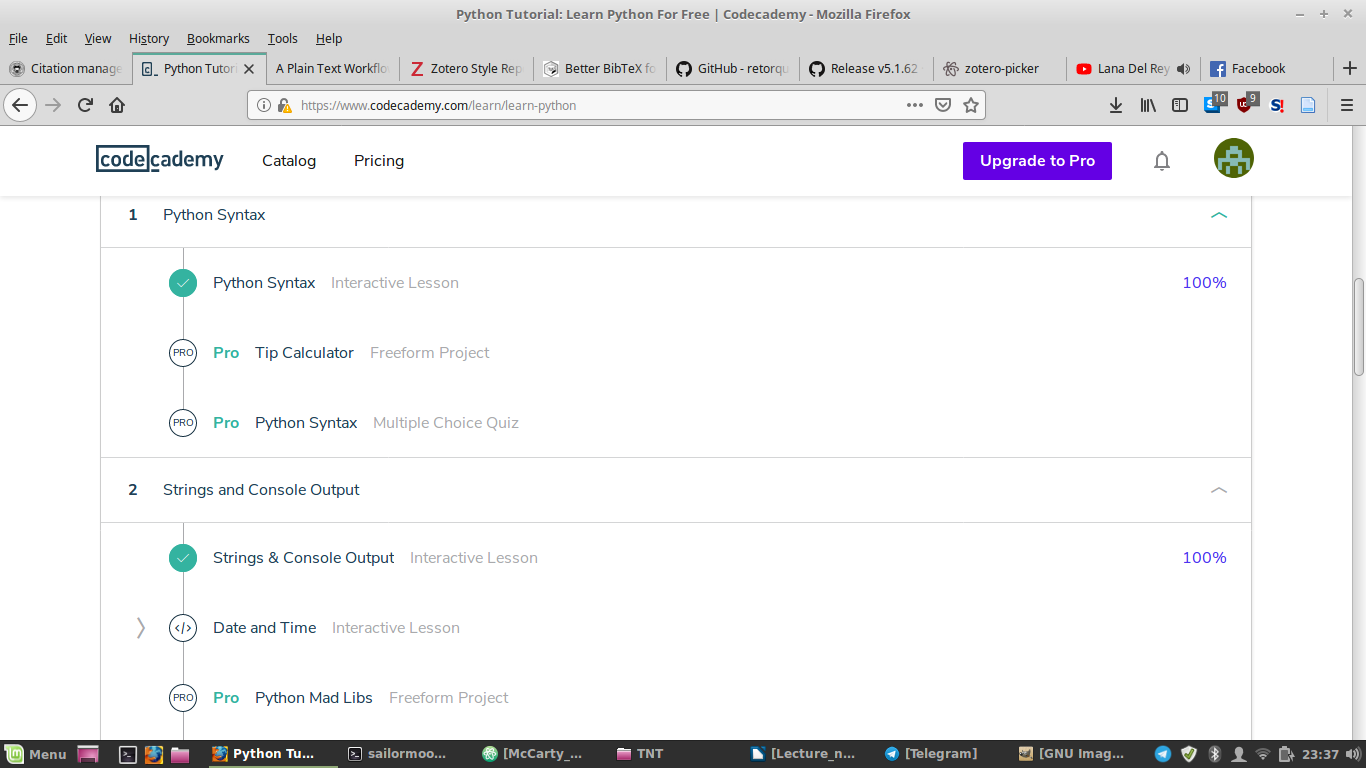 Python Tutorial: Learn Python For Free | Codecademy - Mozilla Firefox
File Edit View History Bookmarks Tools Help
Citation manage Python Tutori A Plain Text Workflo Zotero Style Rep Better BibTeX fo GitHub - retorqu Release v5.1.62 zotero-picker Lana Del Rey Facebook
https://www.codecademy.com/learn/learn-python 10 9 S!
codecademy Catalog Pricing Upgrade to Pro
1 Python Syntax
Python Syntax Interactive Lesson 100%
PRO Pro Tip Calculator Freeform Project
PRO Pro Python Syntax Multiple Choice Quiz
2 Strings and Console Output
Strings & Console Output Interactive Lesson 100%
</> Date and Time Interactive Lesson
PRO Pro Python Mad Libs Freeform Project
Menu Python Tu... sailormoo... [McCarty_... TNT [Lecture_n... [Telegram] [GNU Imag... 23:37